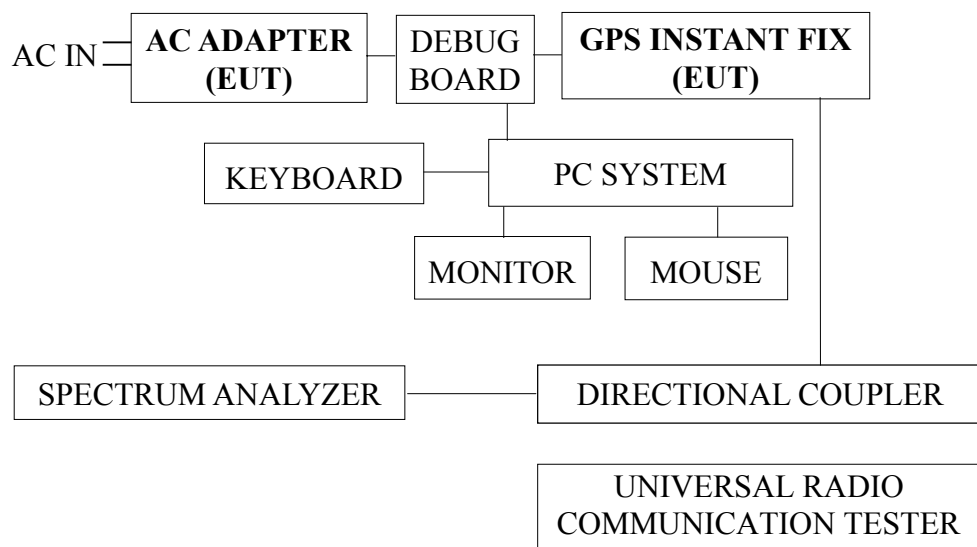 AC IN
AC ADAPTER
(EUT)
DEBUG
BOARD
GPS INSTANT FIX
(EUT)
KEYBOARD
PC SYSTEM
MONITOR
MOUSE
SPECTRUM ANALYZER
DIRECTIONAL COUPLER
UNIVERSAL RADIO
COMMUNICATION TESTER